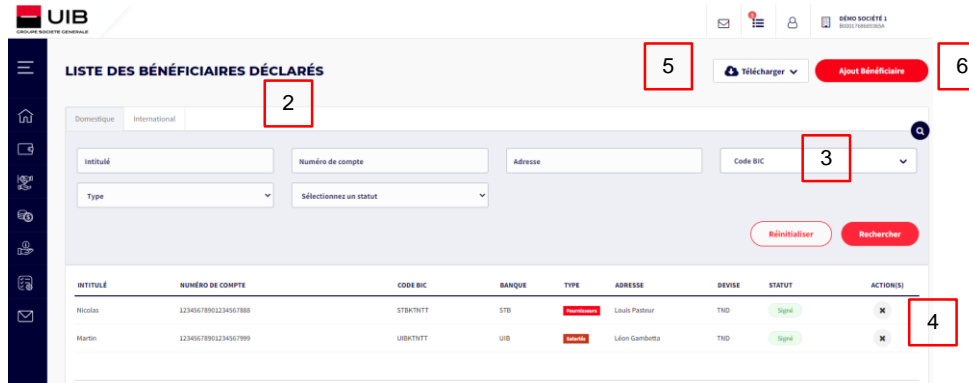 UIB
GROUPE SOCIETE GENERALE
3
DÉMO SOCIÉTÉ 1
LISTE DES BÉNÉFICIAIRES DÉCLARÉS
5
Télécharger
Ajout Bénéficiaire
6
2
Domestique International
Intitulé Numéro de compte Adresse Code BIC
3
Type Sélectionnez un statut
Réinitialiser Rechercher
INTITULÉ NUMÉRO DE COMPTE CODE BIC BANQUE TYPE ADRESSE DEVISE STATUT ACTION(S)
Nicolas 12345678901234567888 STBKTNTT STB Fournisseurs Louis Pasteur TND Signé
4
Martin 12345678901234567999 UIBKTNTT UIB Salariés Léon Gambetta TND Signé